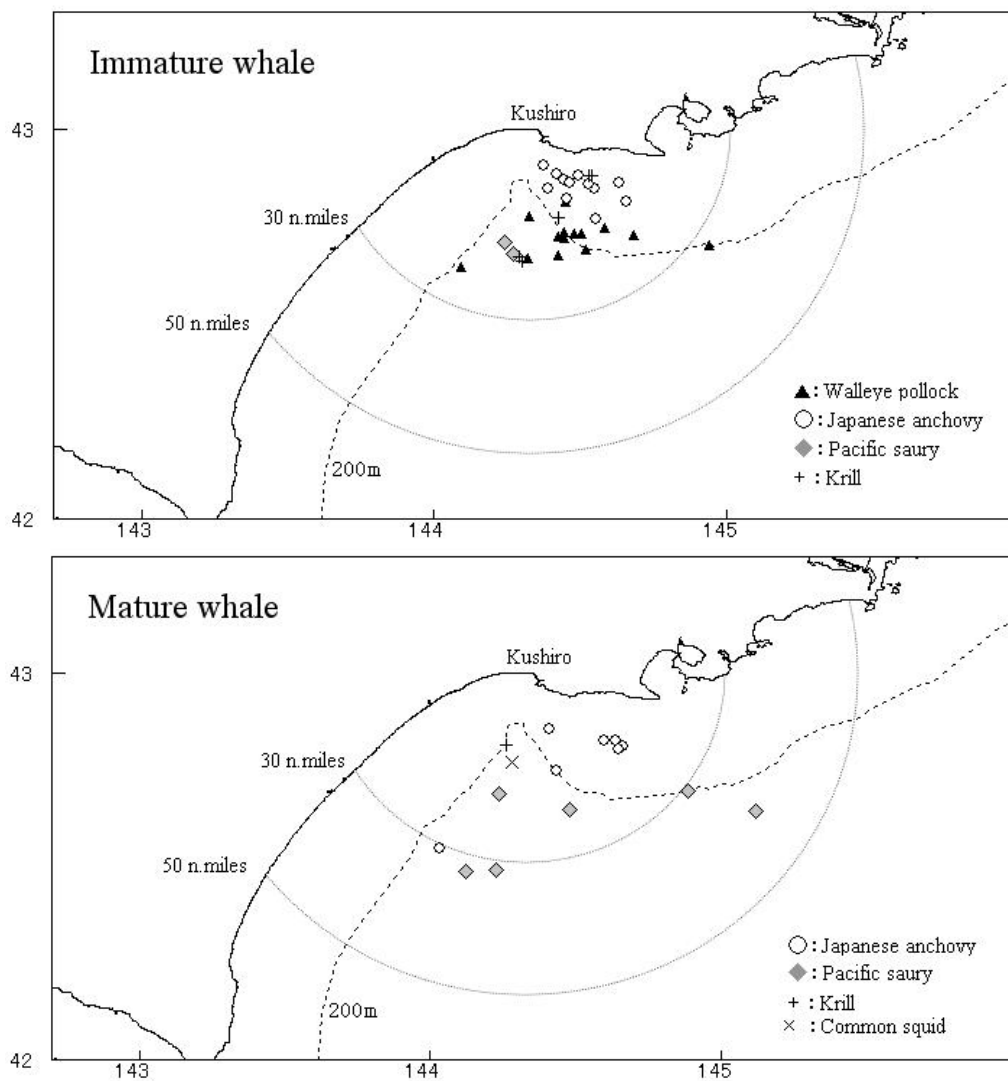 Immature whale
Kushiro
43
30 n.miles
50 n.miles
▲ : Walleye pollock
○ : Japanese anchovy
◆ : Pacific saury
+ : Krill
200m
42
143
144
145
Mature whale
Kushiro
43
30 n.miles
50 n.miles
○ : Japanese anchovy
◆ : Pacific saury
+ : Krill
× : Common squid
200m
42
143
144
145